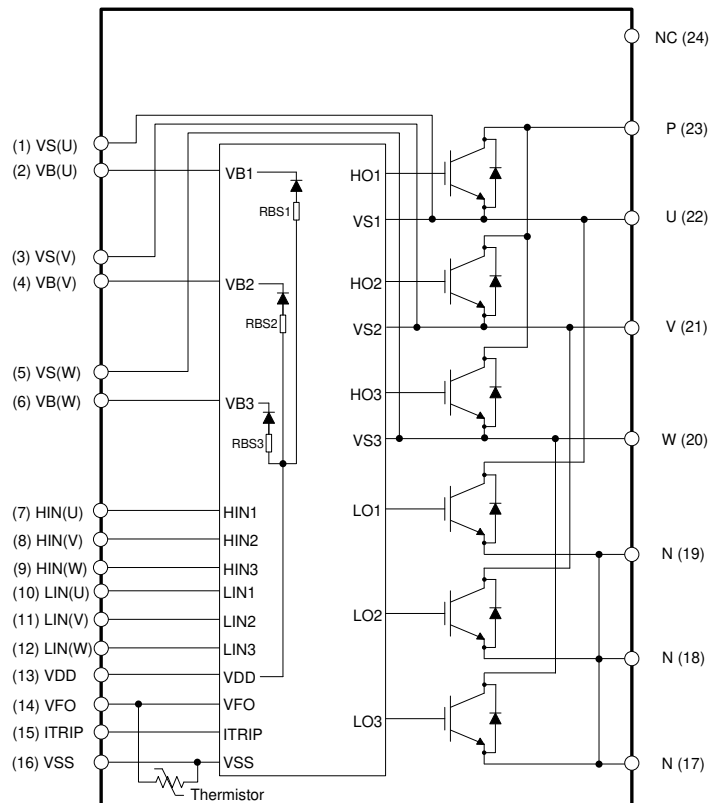 NC (24)
(1) VS(U)
(2) VB(U)
(3) VS(V)
(4) VB(V)
(5) VS(W)
(6) VB(W)
(7) HIN(U)
(8) HIN(V)
(9) HIN(W)
(10) LIN(U)
(11) LIN(V)
(12) LIN(W)
(13) VDD
(14) VFO
(15) ITRIP
(16) VSS
Thermistor
VB1
RBS1
VB2
RBS2
VB3
RBS3
HIN1
HIN2
HIN3
LIN1
LIN2
LIN3
VDD
VFO
ITRIP
VSS
HO1
VS1
HO2
VS2
HO3
VS3
LO1
LO2
LO3
P (23)
U (22)
V (21)
W (20)
N (19)
N (18)
N (17)